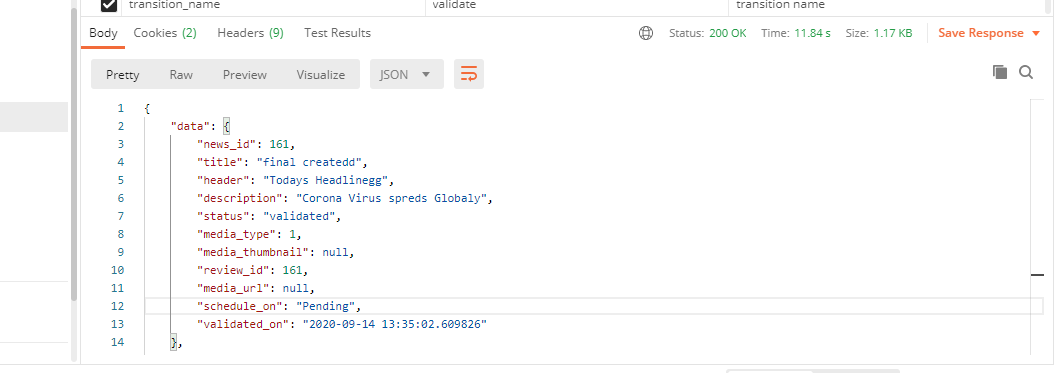 transition_name validate transition name
Body Cookies (2) Headers (9) Test Results Status: 200 OK Time: 11.84 s Size: 1.17 KB Save Response
Pretty Raw Preview Visualize JSON
1 {
2 "data": {
3 "news_id": 161,
4 "title": "final createdd",
5 "header": "Todays Headlinegg",
6 "description": "Corona Virus spreds Globaly",
7 "status": "validated",
8 "media_type": 1,
9 "media_thumbnail": null,
10 "review_id": 161,
11 "media_url": null,
12 "schedule_on": "Pending",
13 "validated_on": "2020-09-14 13:35:02.609826"
14 },